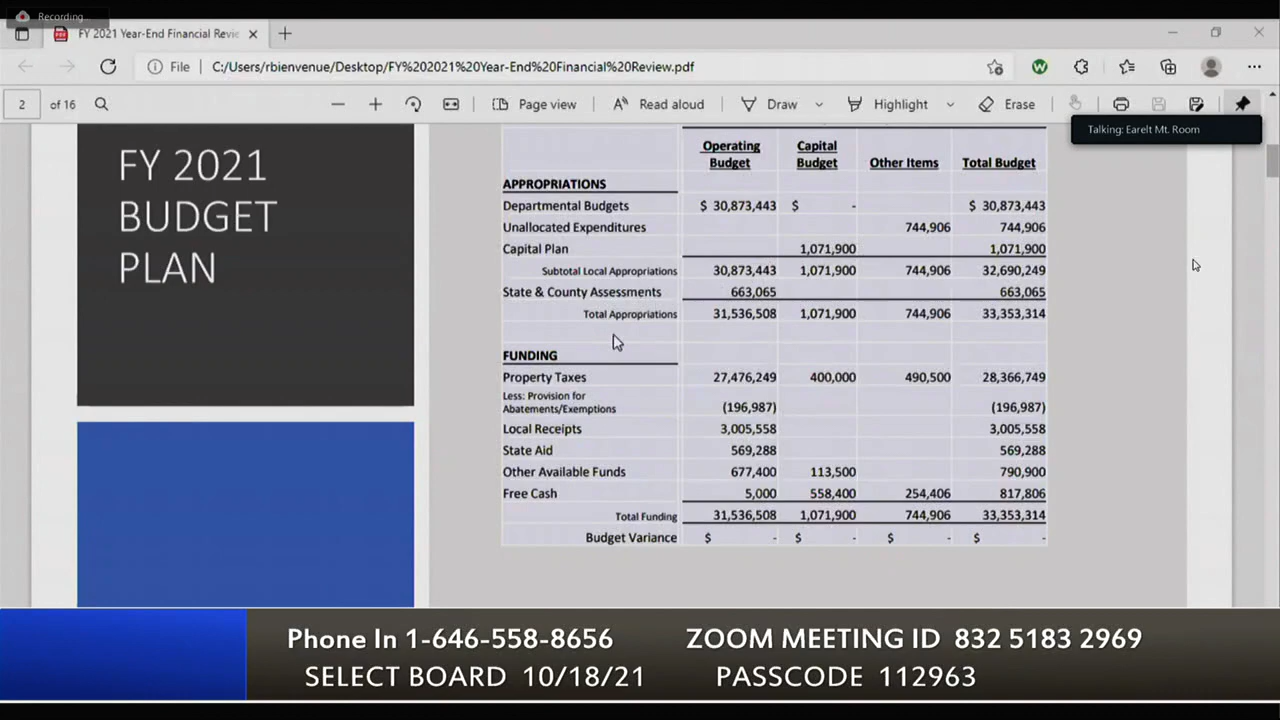 Recording...
FY 2021 Year-End Financial Revie
File C:/Users/rbienvenue/Desktop/FY%202021%20Year-End%20Financial%20Review.pdf
2 of 16 Page view Read aloud Draw Highlight Erase
Talking: Earelt Mt. Room
FY 2021
BUDGET
PLAN
Operating Budget Capital Budget Other Items Total Budget
APPROPRIATIONS
Departmental Budgets $ 30,873,443 $ - $ 30,873,443
Unallocated Expenditures 744,906 744,906
Capital Plan 1,071,900 1,071,900
Subtotal Local Appropriations 30,873,443 1,071,900 744,906 32,690,249
State & County Assessments 663,065 663,065
Total Appropriations 31,536,508 1,071,900 744,906 33,353,314
FUNDING
Property Taxes 27,476,249 400,000 490,500 28,366,749
Less: Provision for
Abatements/Exemptions (196,987) (196,987)
Local Receipts 3,005,558 3,005,558
State Aid 569,288 569,288
Other Available Funds 677,400 113,500 790,900
Free Cash 5,000 558,400 254,406 817,806
Total Funding 31,536,508 1,071,900 744,906 33,353,314
Budget Variance $ - $ - $ - $ -
Phone In 1-646-558-8656 ZOOM MEETING ID 832 5183 2969
SELECT BOARD 10/18/21 PASSCODE 112963